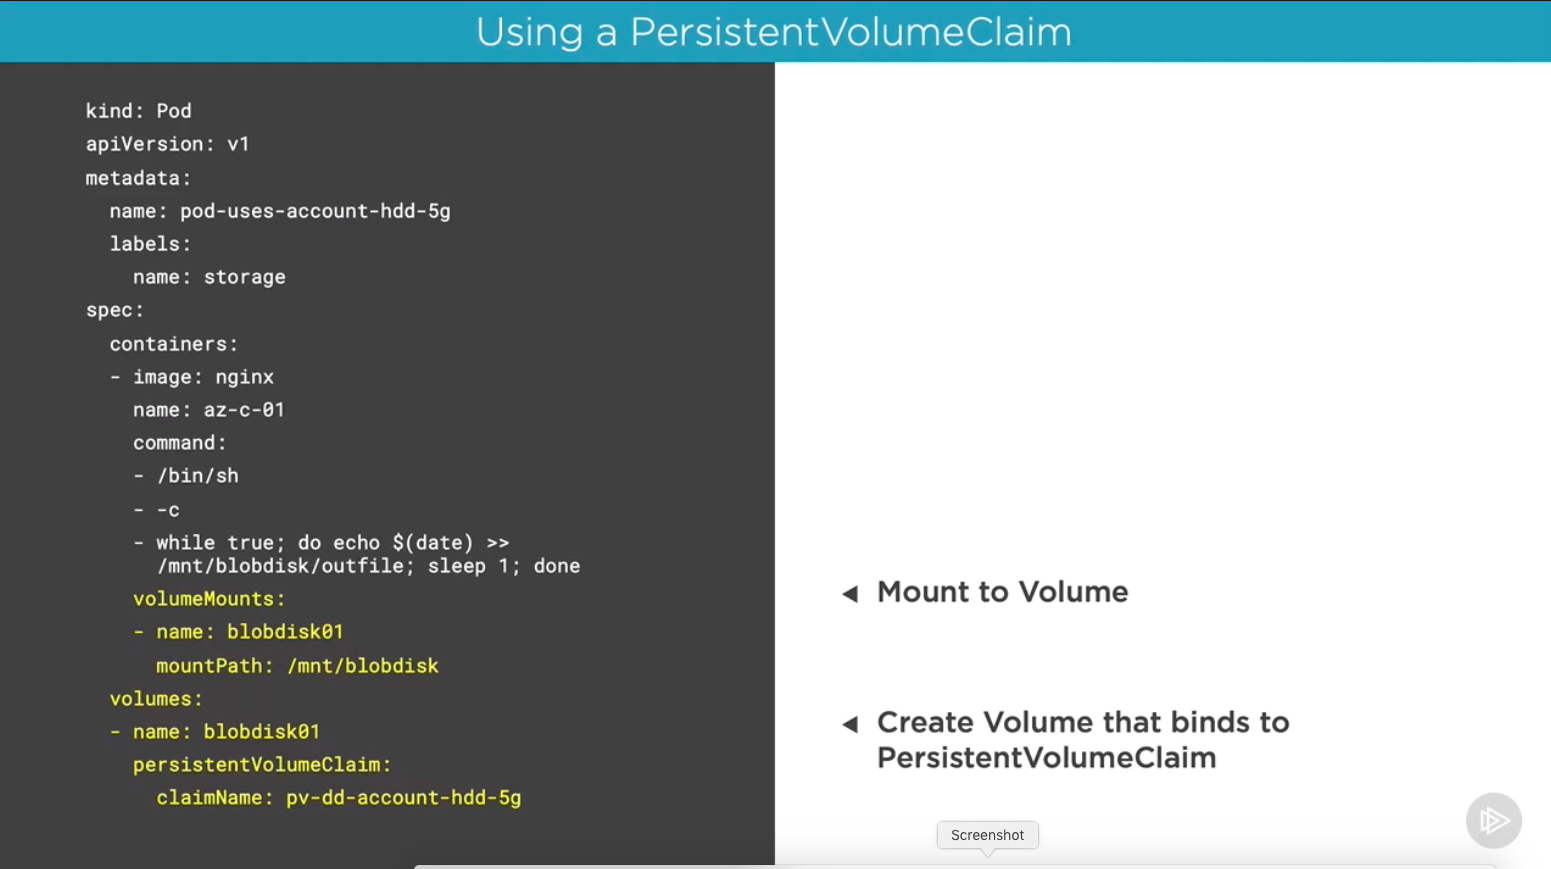 Using a PersistentVolumeClaim
kind: Pod
apiVersion: v1
metadata:
  name: pod-uses-account-hdd-5g
  labels:
    name: storage
spec:
  containers:
  - image: nginx
    name: az-c-01
    command:
    - /bin/sh
    - -c
    - while true; do echo $(date) >>
      /mnt/blobdisk/outfile; sleep 1; done
    volumeMounts:
    - name: blobdisk01
      mountPath: /mnt/blobdisk
  volumes:
  - name: blobdisk01
    persistentVolumeClaim:
      claimName: pv-dd-account-hdd-5g
Mount to Volume
Create Volume that binds to
PersistentVolumeClaim
Screenshot